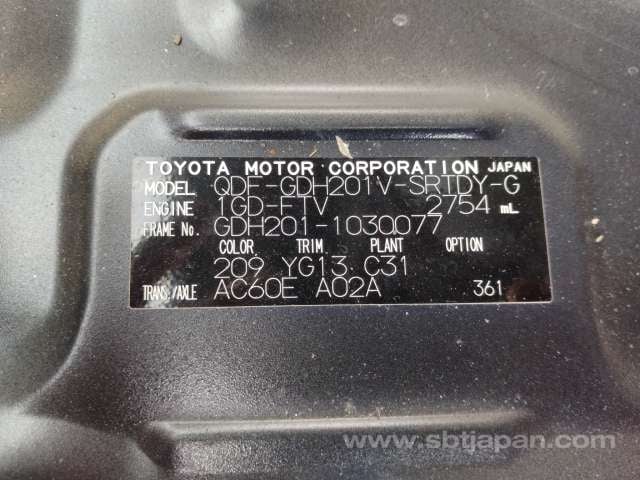 TOYOTA MOTOR CORPORATION JAPAN
MODEL QDF-GDH201V-SRTDY-G
ENGINE 1GD-FTV 2754 mL
FRAME No. GDH201-1030077
COLOR TRIM PLANT OPTION
209 YG13 C31
TRANS./AXLE AC60E A02A 361
www.sbtjapan.com